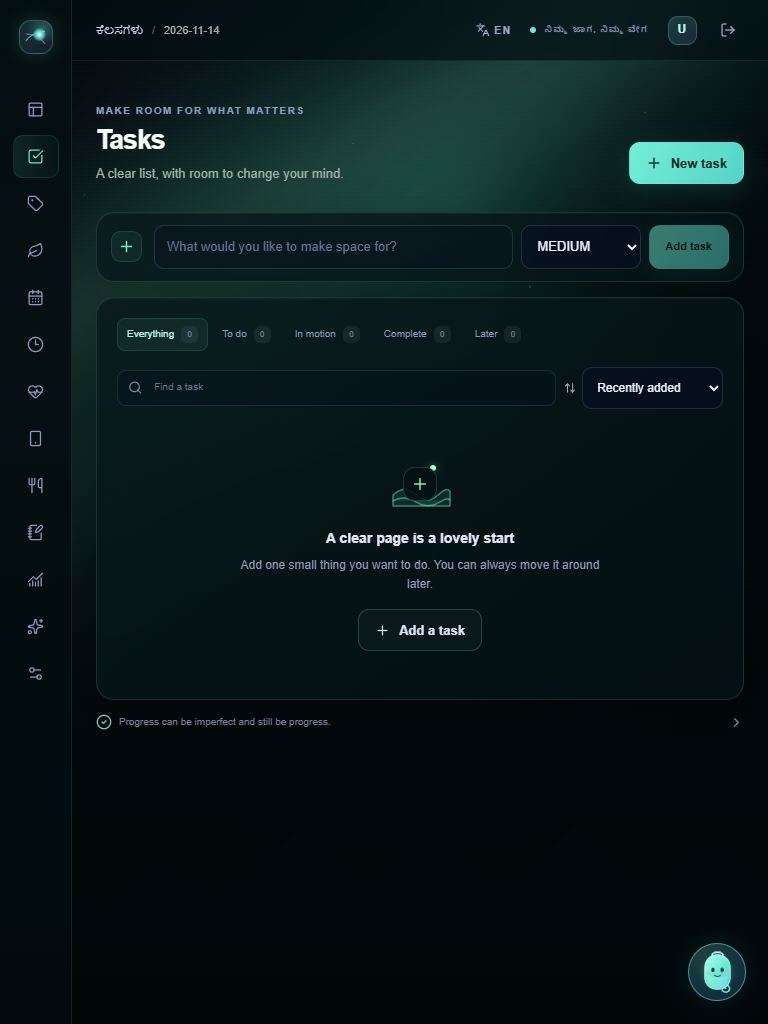 ಕೆಲಸಗಳು / 2026-11-14
EN
ನಿಮ್ಮ ಜಾಗ, ನಿಮ್ಮ ವೇಗ
U
MAKE ROOM FOR WHAT MATTERS
Tasks
A clear list, with room to change your mind.
New task
What would you like to make space for?
MEDIUM
Add task
Everything 0
To do 0
In motion 0
Complete 0
Later 0
Find a task
Recently added
A clear page is a lovely start
Add one small thing you want to do. You can always move it around
later.
Add a task
Progress can be imperfect and still be progress.